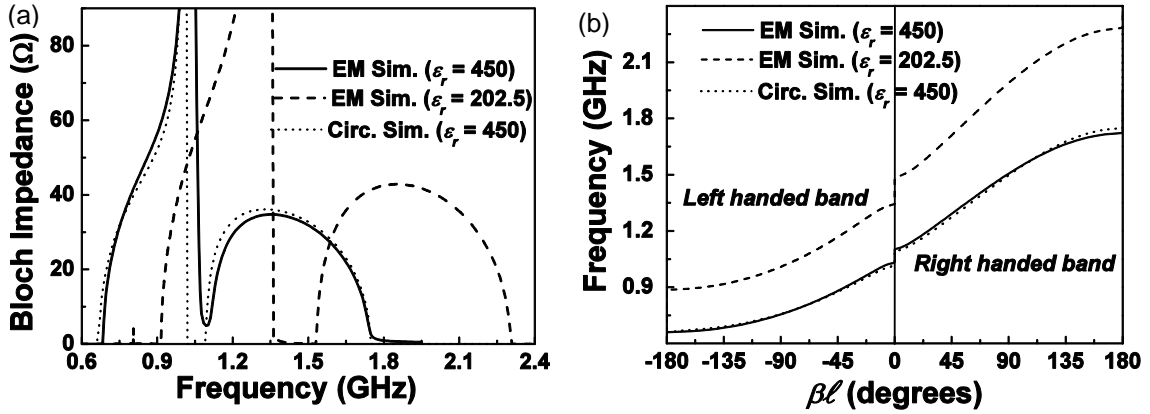 (a)
80
60
40
20
0
Bloch Impedance (Ω)
EM Sim. (εr = 450)
EM Sim. (εr = 202.5)
Circ. Sim. (εr = 450)
0.6 0.9 1.2 1.5 1.8 2.1 2.4
Frequency (GHz)
(b)
2.1
1.8
1.5
1.2
0.9
Frequency (GHz)
EM Sim. (εr = 450)
EM Sim. (εr = 202.5)
Circ. Sim. (εr = 450)
Left handed band
Right handed band
-180 -135 -90 -45 0 45 90 135 180
βℓ (degrees)